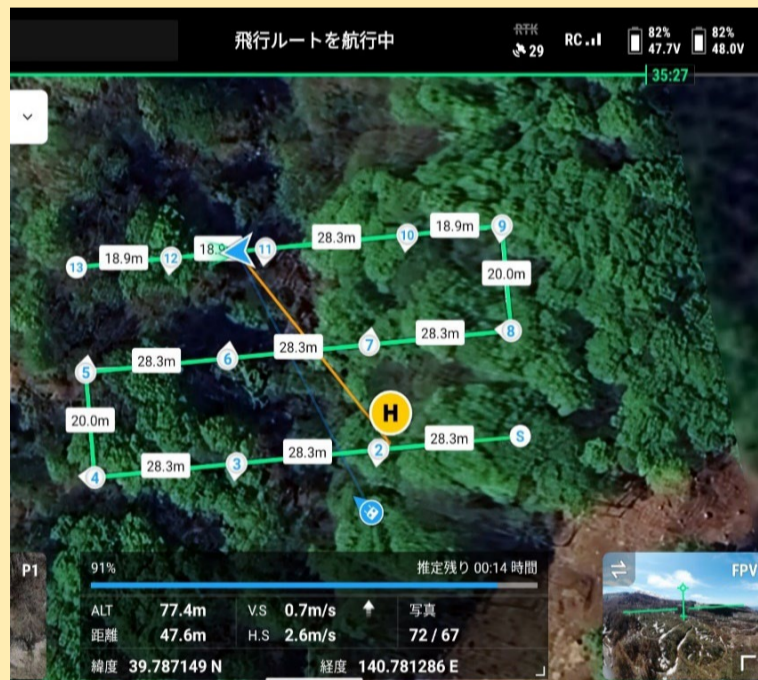 飛行ルートを航行中
RTK
29
RC
82%
47.7V
82%
48.0V
35:27
9
18.9m
10
28.3m
11
18.9
12
18.9m
13
20.0m
8
28.3m
7
28.3m
6
28.3m
5
20.0m
H
S
28.3m
2
28.3m
3
28.3m
4
P1
91%
推定残り 00:14 時間
FPV
ALT 77.4m V.S 0.7m/s 写真
距離 47.6m H.S 2.6m/s 72 / 67
緯度 39.787149 N 経度 140.781286 E